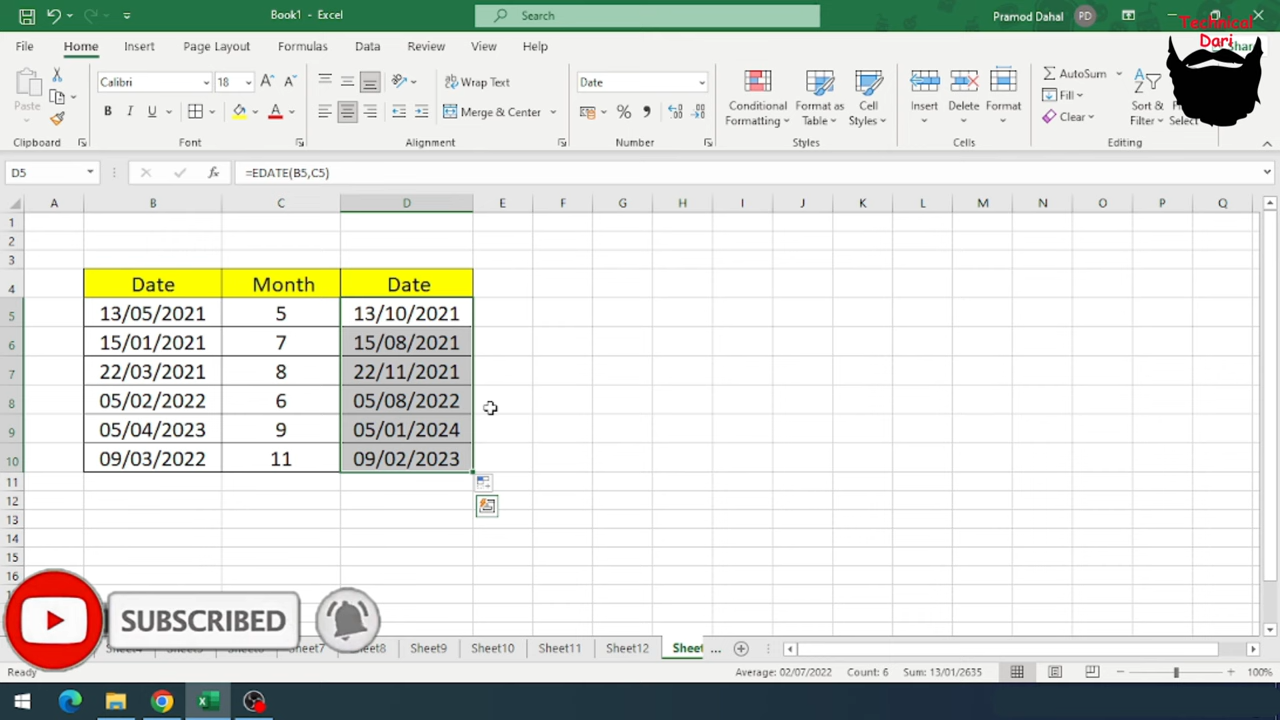 Book1 - Excel
Search
Pramod Dahal
PD
Technical
Dari
File Home Insert Page Layout Formulas Data Review View Help
Paste
Clipboard
Calibri 18
B I U
Font
Wrap Text
Merge & Center
Alignment
Date
Number
Conditional Formatting
Format as Table
Cell Styles
Styles
Insert Delete Format
Cells
AutoSum
Fill
Clear
Sort & Filter
Editing
D5 fx =EDATE(B5,C5)
A B C D E F G H I J K L M N O P Q
1
2
3
4 Date Month Date
5 13/05/2021 5 13/10/2021
6 15/01/2021 7 15/08/2021
7 22/03/2021 8 22/11/2021
8 05/02/2022 6 05/08/2022
9 05/04/2023 9 05/01/2024
10 09/03/2022 11 09/02/2023
11
12
13
14
15
16
SUBSCRIBED
Sheet9 Sheet10 Sheet11 Sheet12 Sheet ...
Ready Average: 02/07/2022 Count: 6 Sum: 13/01/2635 100%